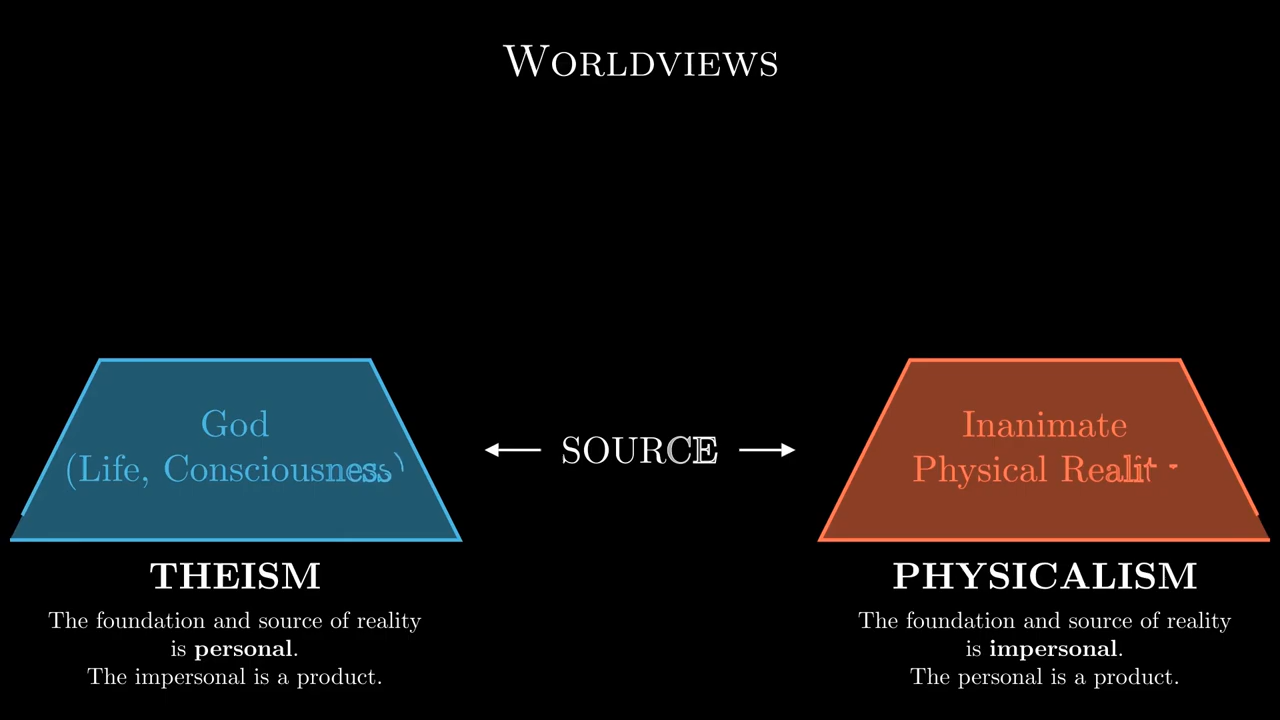 Worldviews
God
(Life, Consciousness)
THEISM
The foundation and source of reality
is personal.
The impersonal is a product.
SOURCE
Inanimate
Physical
PHYSICALISM
The foundation and source of reality
is impersonal.
The personal is a product.